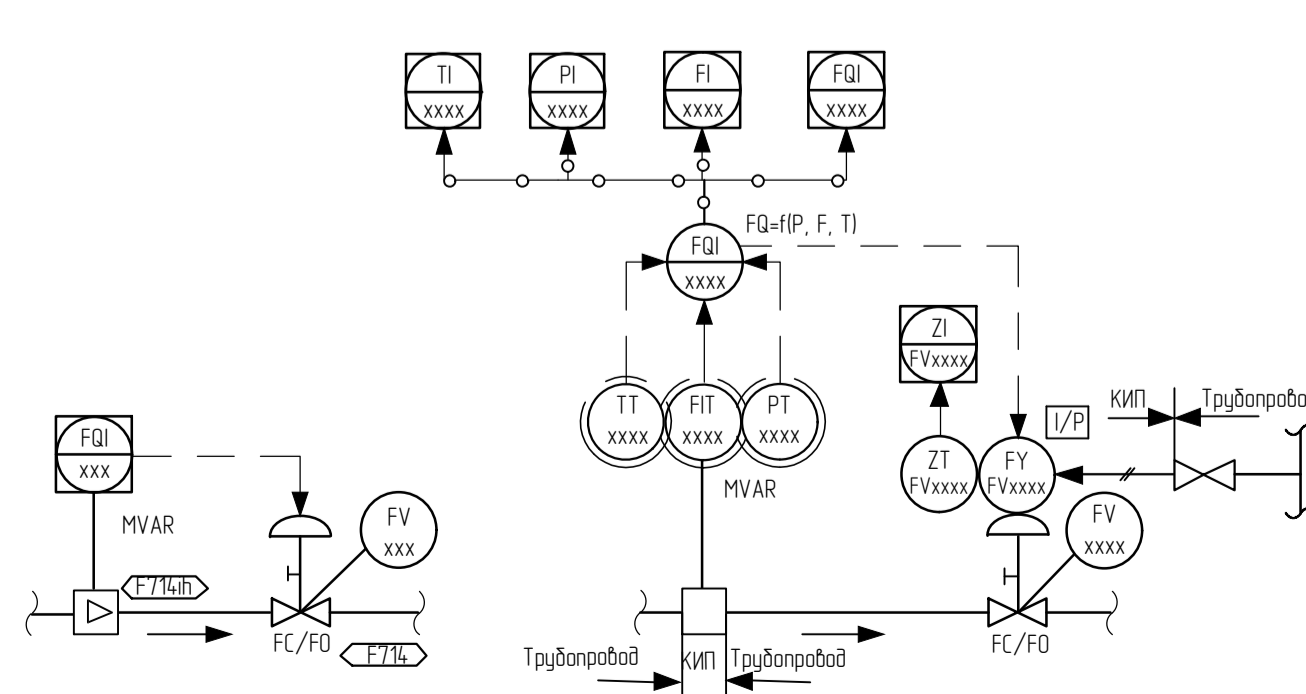 TI
xxxx
PI
xxxx
FI
xxxx
FQI
xxxx
FQ=f(P, F, T)
FQI
xxxx
ZI
FVxxxx
КИП
Трубопрово
I/P
TT
xxxx
FIT
xxxx
PT
xxxx
MVAR
ZT
FVxxxx
FY
FVxxxx
FV
xxxx
FQI
xxx
MVAR
FV
xxx
F714ih
FC/FO
F714
FC/FO
Трубопровод
КИП
Трубопровод